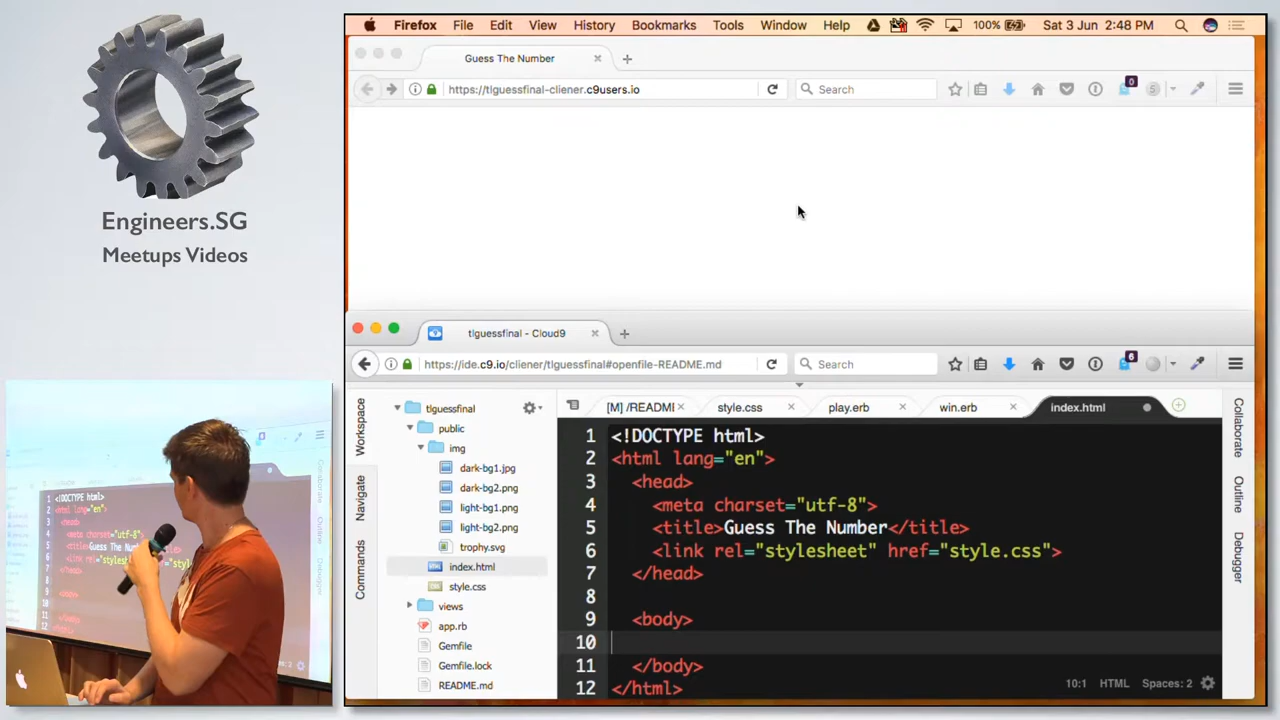 Engineers.SG
Meetups Videos
Firefox File Edit View History Bookmarks Tools Window Help 100% Sat 3 Jun 2:48 PM
Guess The Number
https://tlguessfinal-cliener.c9users.io
Search
0
S
tlguessfinal - Cloud9
https://ide.c9.io/cliener/tlguessfinal#openfile-README.md
Search
6
Workspace
Navigate
Commands
tlguessfinal
public
img
dark-bg1.jpg
dark-bg2.png
light-bg1.png
light-bg2.png
trophy.svg
index.html
style.css
views
app.rb
Gemfile
Gemfile.lock
README.md
[M] /READMI
style.css
play.erb
win.erb
index.html
1 <!DOCTYPE html>
2 <html lang="en">
3 <head>
4 <meta charset="utf-8">
5 <title>Guess The Number</title>
6 <link rel="stylesheet" href="style.css">
7 </head>
8
9 <body>
10
11 </body>
12 </html>
10:1 HTML Spaces: 2
Collaborate
Outline
Debugger